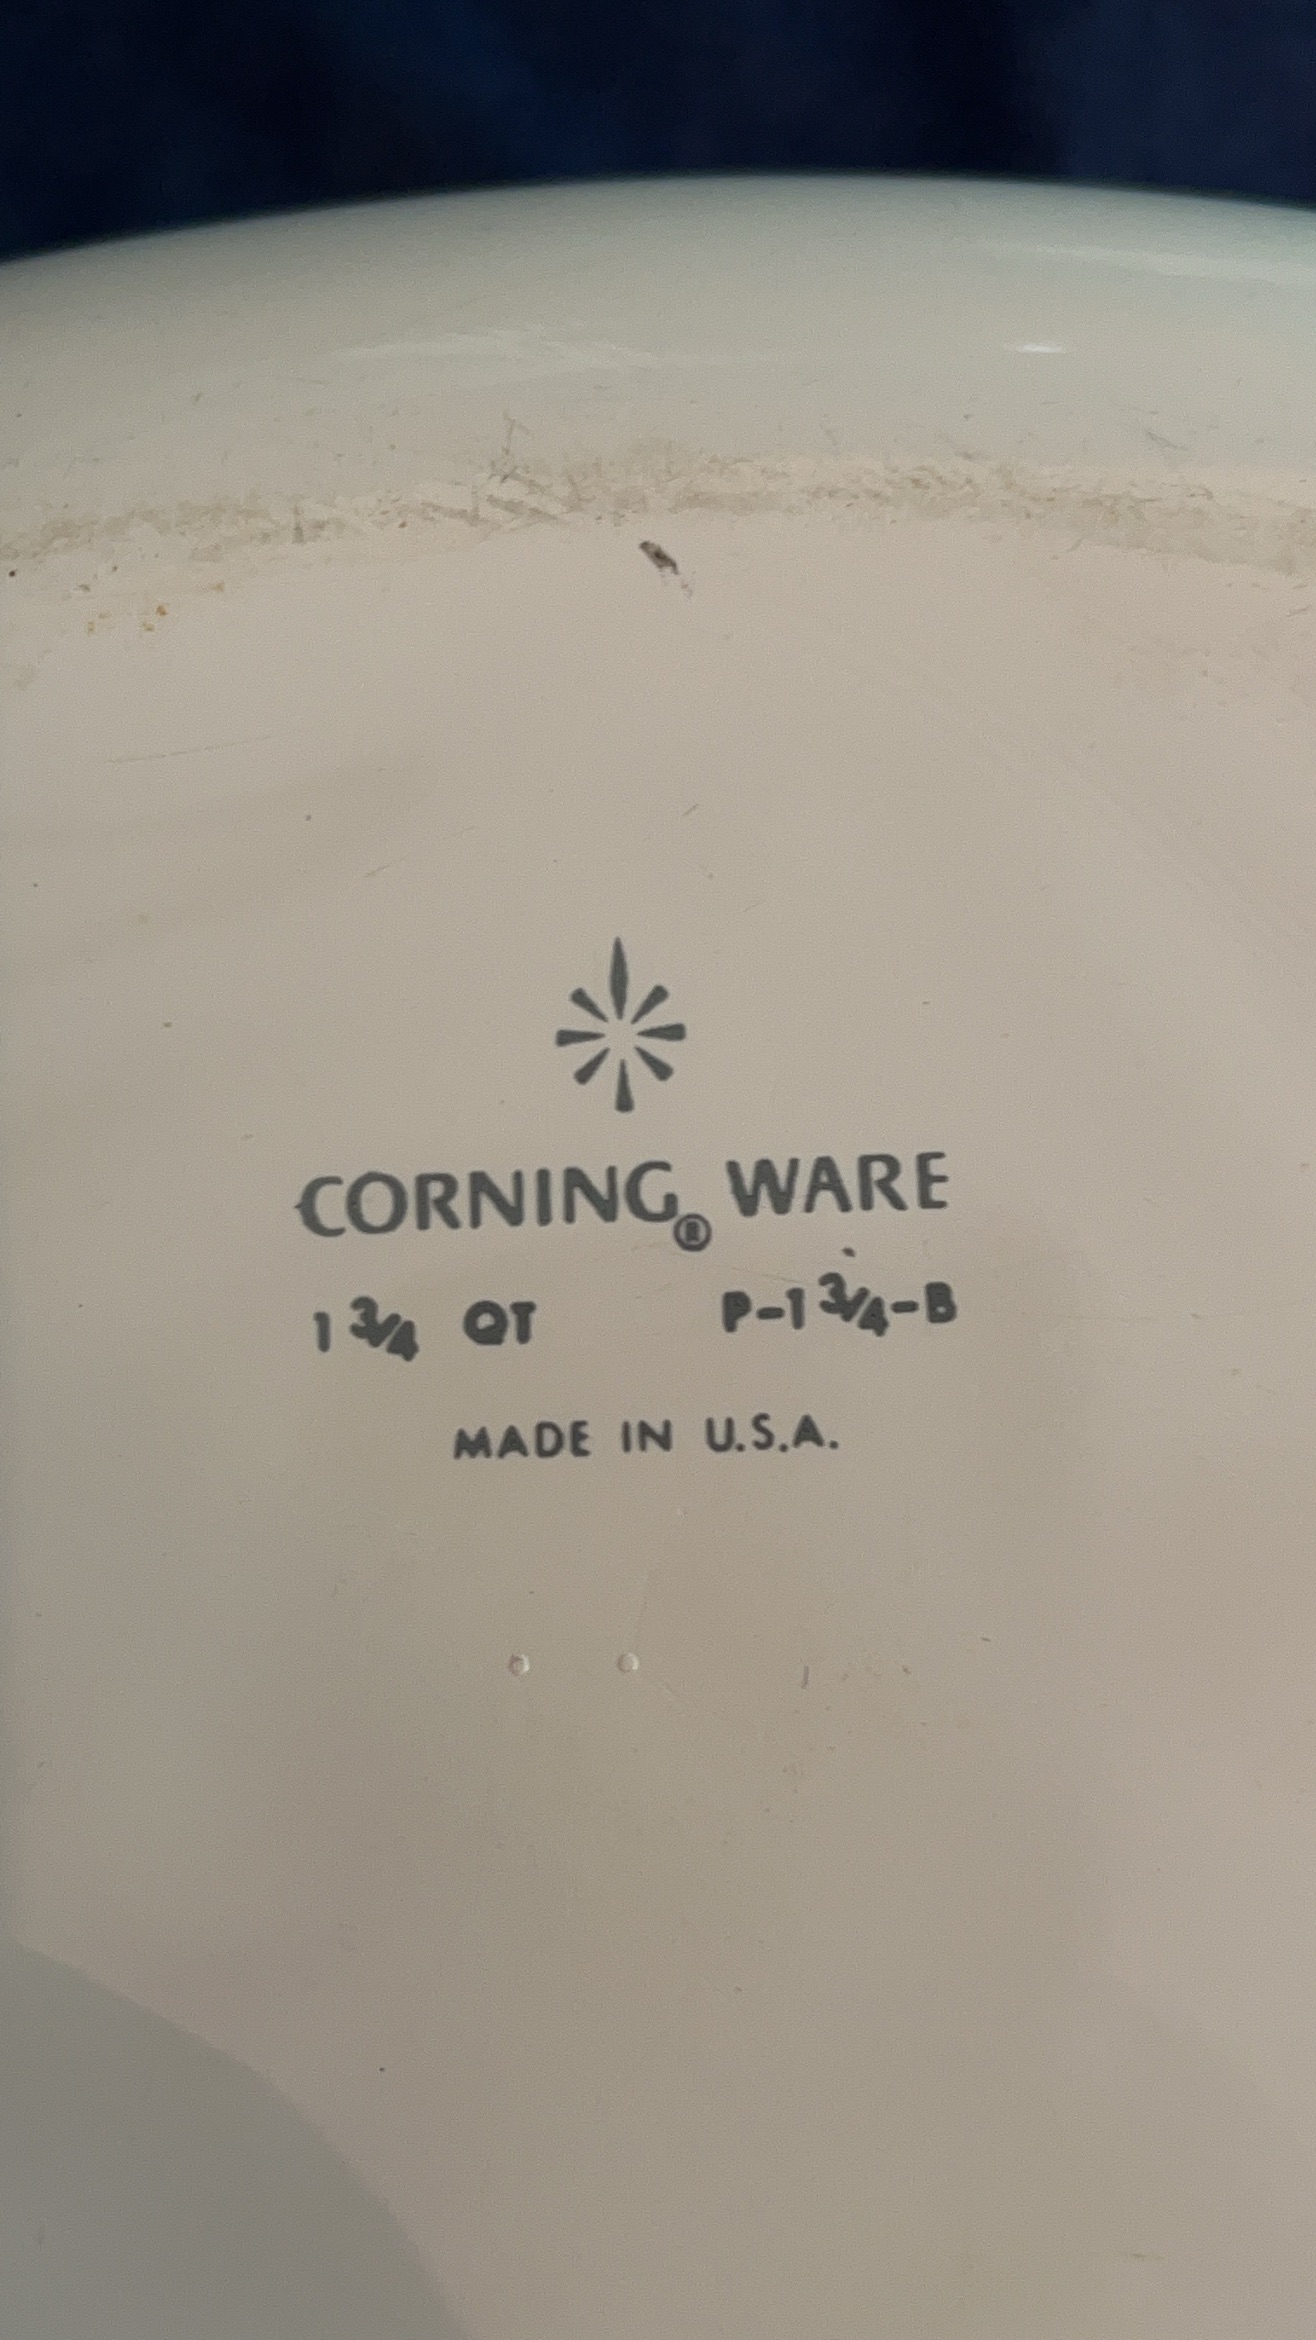 CORNING® WARE
1 3/4 QT P-1 3/4-B
MADE IN U.S.A.